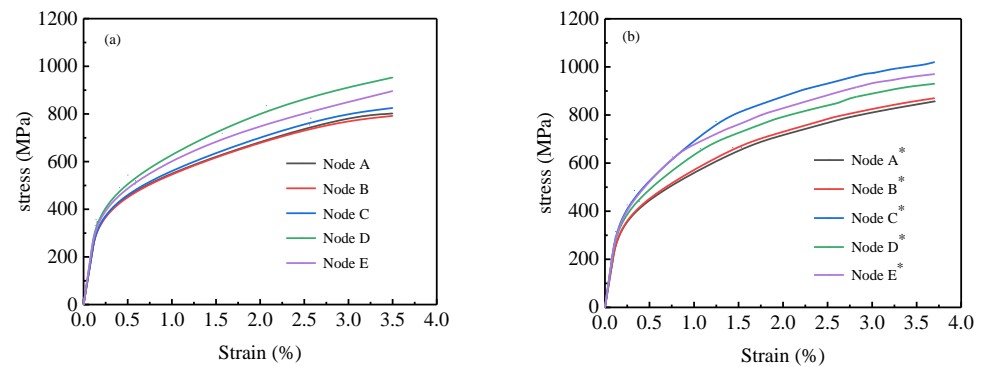 (a)
stress (MPa)
1200
1000
800
600
400
200
0
0.0 0.5 1.0 1.5 2.0 2.5 3.0 3.5 4.0
Strain (%)
Node A
Node B
Node C
Node D
Node E
(b)
stress (MPa)
1200
1000
800
600
400
200
0
0.0 0.5 1.0 1.5 2.0 2.5 3.0 3.5 4.0
Strain (%)
Node A*
Node B*
Node C*
Node D*
Node E*